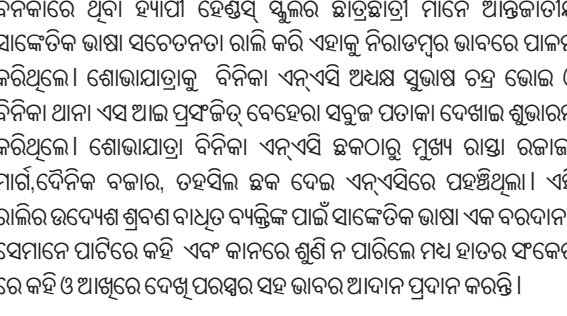 ବିନିକାରେ ଥିବା ହ୍ୟାପୀ ହେଣ୍ଡସ୍ ସ୍କୁଲର ଛାତ୍ରଛାତ୍ରୀ ମାନେ ଆନ୍ତର୍ଜାତୀୟ
ସାଙ୍କେତିକ ଭାଷା ସଚେତନତା ରାଲି କରି ଏହାକୁ ନିରାଡମ୍ବର ଭାବରେ ପାଳନ
କରିଥିଲେ। ଶୋଭାଯାତ୍ରାକୁ ବିନିକା ଏନ୍ଏସି ଅଧ୍ୟକ୍ଷ ସୁଭାଷ ଚନ୍ଦ୍ର ଭୋଇ ଓ
ବିନିକା ଥାନା ଏସ ଆଇ ପ୍ରସଂଜିତ୍ ବେହେରା ସବୁଜ ପତାକା ଦେଖାଇ ଶୁଭାରମ୍ଭ
କରିଥିଲେ। ଶୋଭାଯାତ୍ରା ବିନିକା ଏନ୍ଏସି ଛକଠାରୁ ମୁଖ୍ୟ ରାସ୍ତା ରଜାଭ
ମାର୍ଗ,ଦୈନିକ ବଜାର, ତହସିଲ ଛକ ଦେଇ ଏନ୍ଏସିରେ ପହଞ୍ଚିଥିଲା। ଏହି
ରାଲିର ଉଦ୍ୟେଶ ଶ୍ରବଣ ବାଧିତ ବ୍ୟକ୍ତିଙ୍କ ପାଇଁ ସାଙ୍କେତିକ ଭାଷା ଏକ ବରଦାନ।
ସେମାନେ ପାଟିରେ କହି ଏବଂ କାନରେ ଶୁଣି ନ ପାରିଲେ ମଧ୍ୟ ହାତର ସଂକେତ
ରେ କହି ଓ ଆଖିରେ ଦେଖି ପରସ୍ପର ସହ ଭାବର ଆଦାନ ପ୍ରଦାନ କରନ୍ତି।